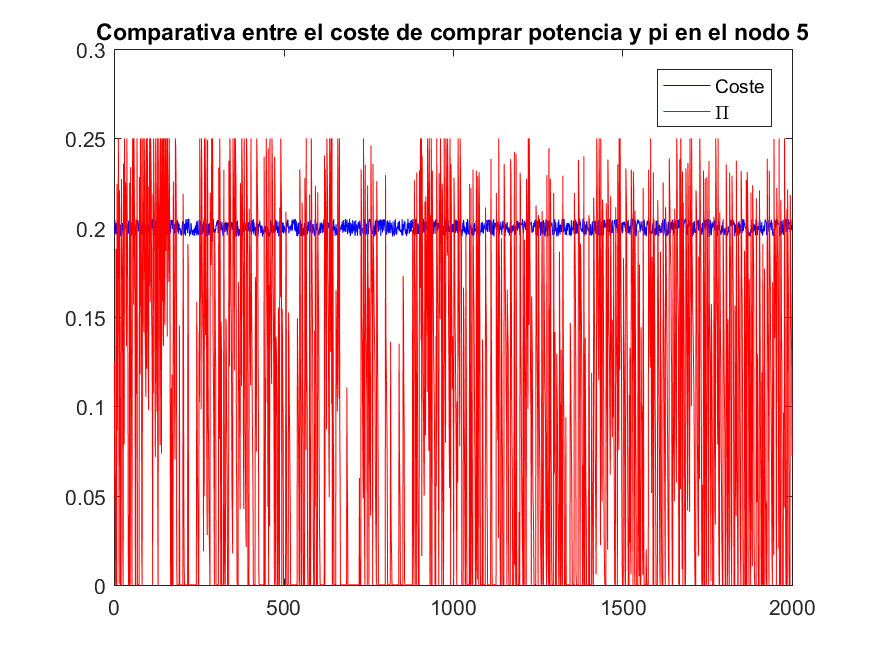 Comparativa entre el coste de comprar potencia y pi en el nodo 5
0.3
Coste
Π
0.25
0.2
0.15
0.1
0.05
0
0 500 1000 1500 2000